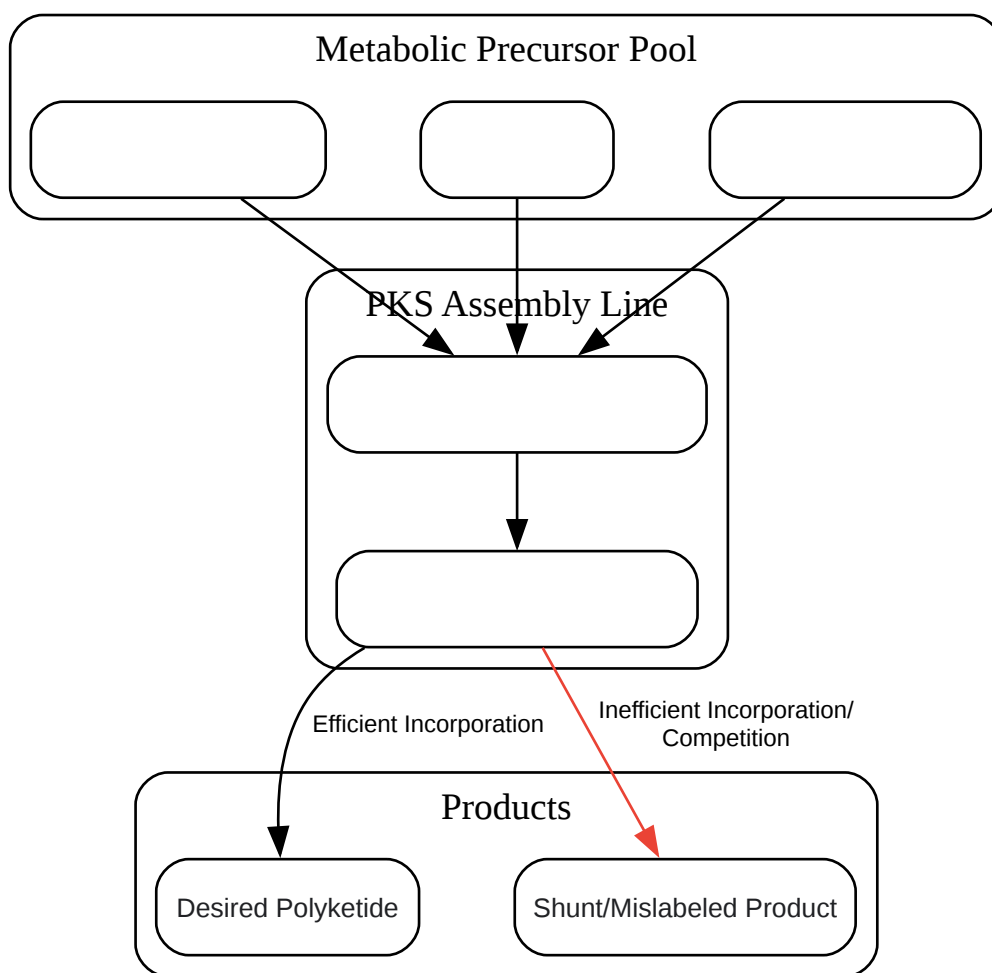 Metabolic Precursor Pool
PKS Assembly Line
Efficient Incorporation
Inefficient Incorporation/
Competition
Products
Desired Polyketide
Shunt/Mislabeled Product